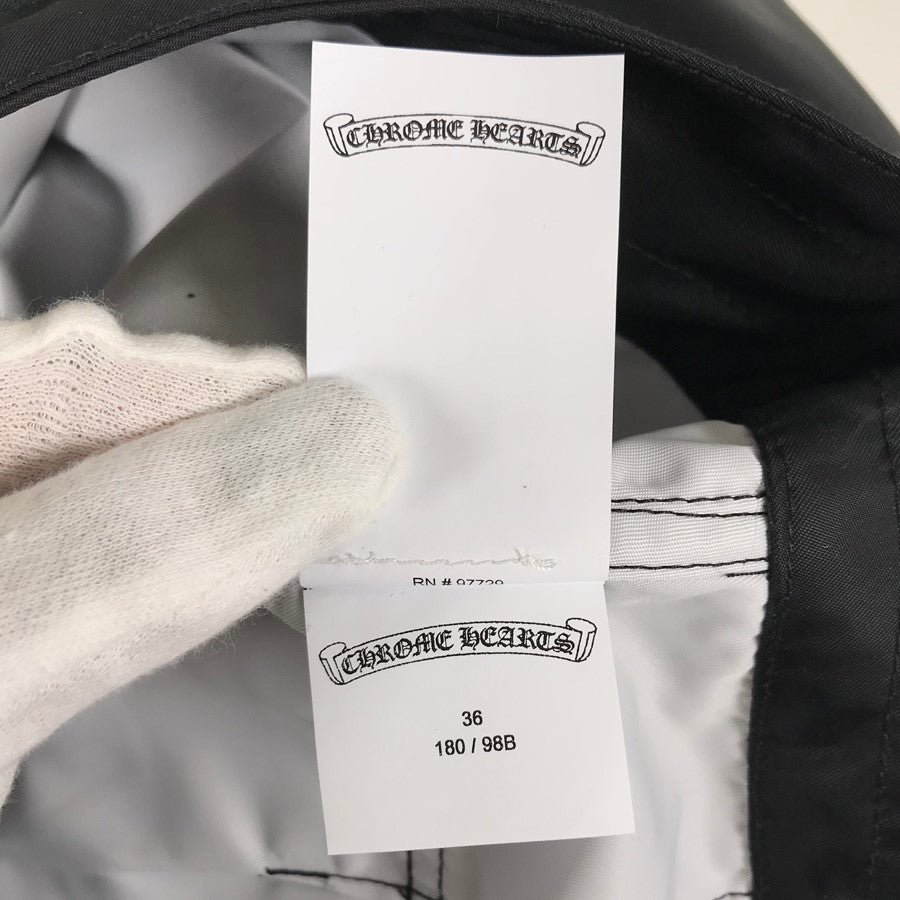 CHROME HEARTS
RN # 97729
CHROME HEARTS
36
180 / 98B